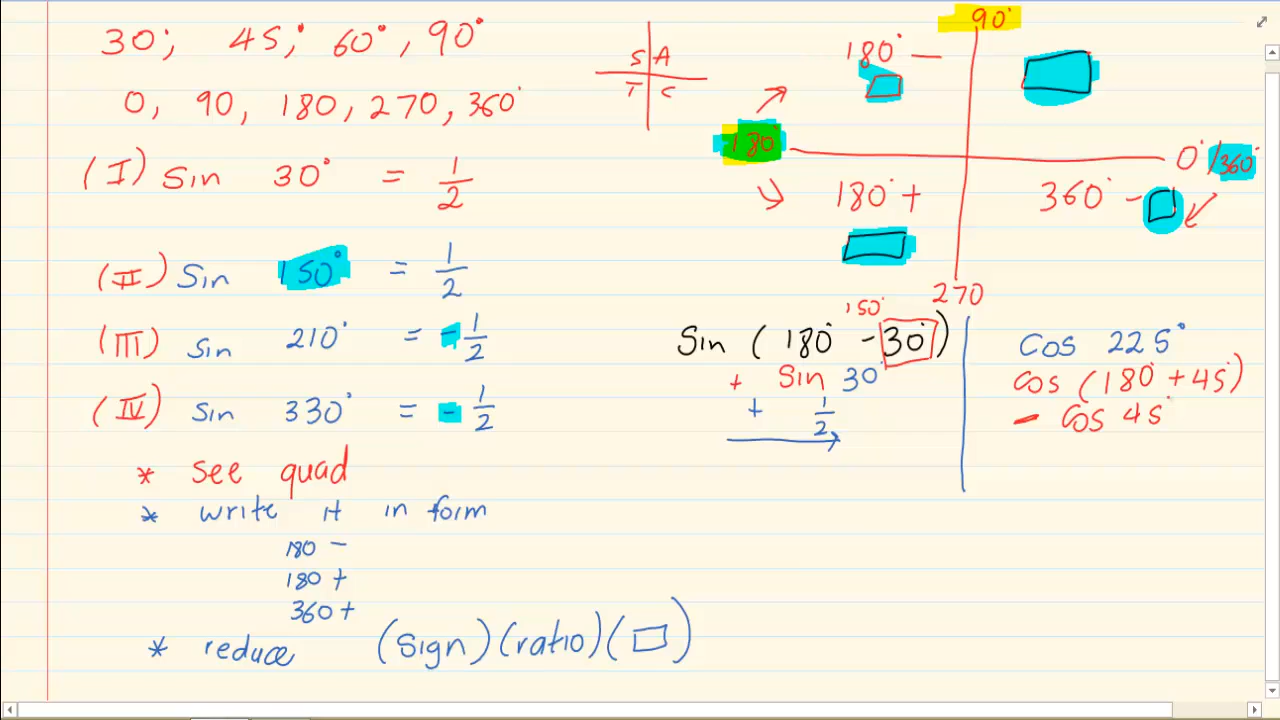 30°; 45°; 60°, 90°
0, 90, 180, 270, 360°
(I) Sin 30° = 1/2
(II) Sin 150° = 1/2
(III) Sin 210° = -1/2
(IV) Sin 330° = -1/2
* see quad
* write it in form
180 -
180 +
360 +
* reduce (sign)(ratio)(□)
S A
T C
90°
180° - □
□
180°
0°/360°
180° + □
360° - □
270
150°
Sin (180° - 30°)
+ Sin 30°
+ 1/2
Cos 225°
Cos (180° + 45°)
- Cos 45°